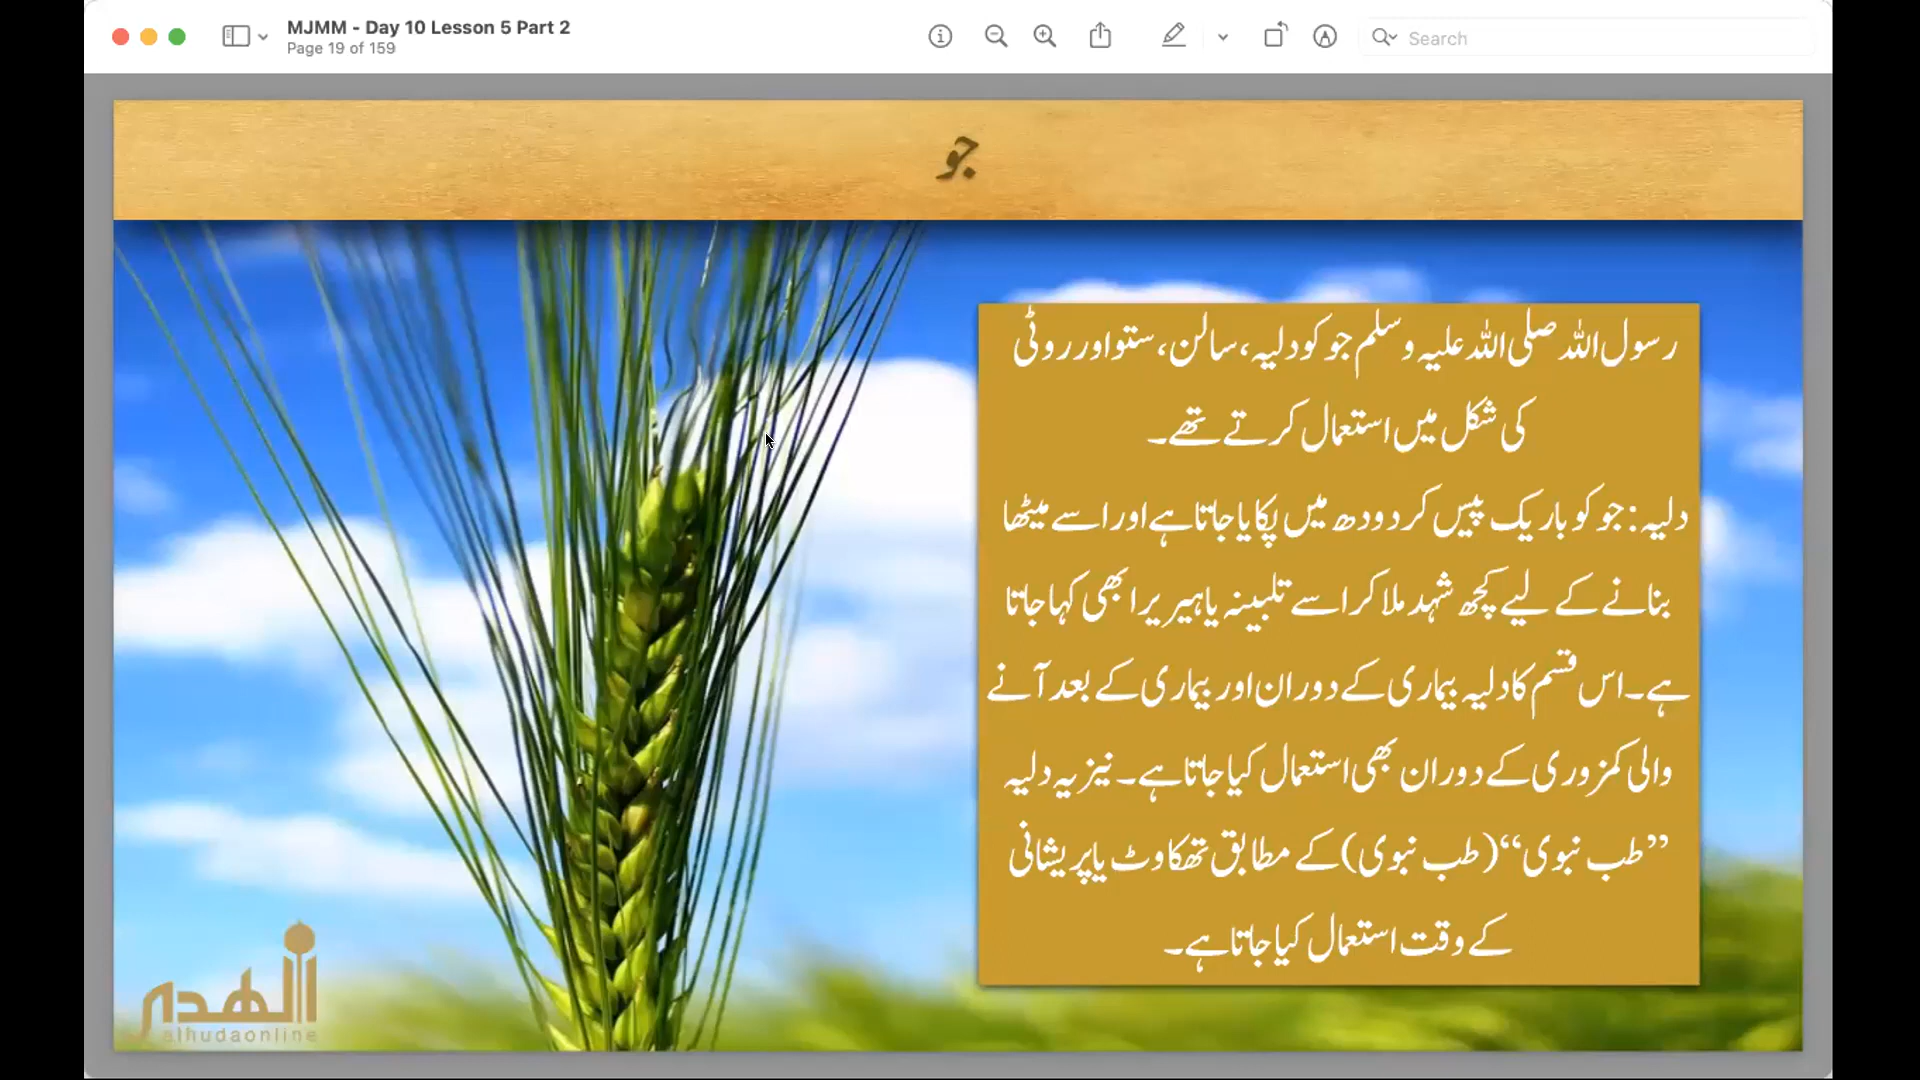 MJMM - Day 10 Lesson 5 Part 2
Page 19 of 159
Search
جو
رسول اللہ صلی اللہ علیہ وسلم جو کو دلیہ، سالن، ستو اور روٹی
کی شکل میں استعمال کرتے تھے۔
دلیہ: جو کو باریک پیس کر دودھ میں پکایا جاتا ہے اور اسے میٹھا
بنانے کے لیے کچھ شہد ملا کر اسے تلبینہ یا ہیریرا بھی کہا جاتا
ہے۔ اس قسم کا دلیہ بیماری کے دوران اور بیماری کے بعد آنے
والی کمزوری کے دوران بھی استعمال کیا جاتا ہے۔ نیز یہ دلیہ
”طب نبوی“ (طب نبوی) کے مطابق تھکاوٹ یا پریشانی
کے وقت استعمال کیا جاتا ہے۔
الهدى
alhudaonline